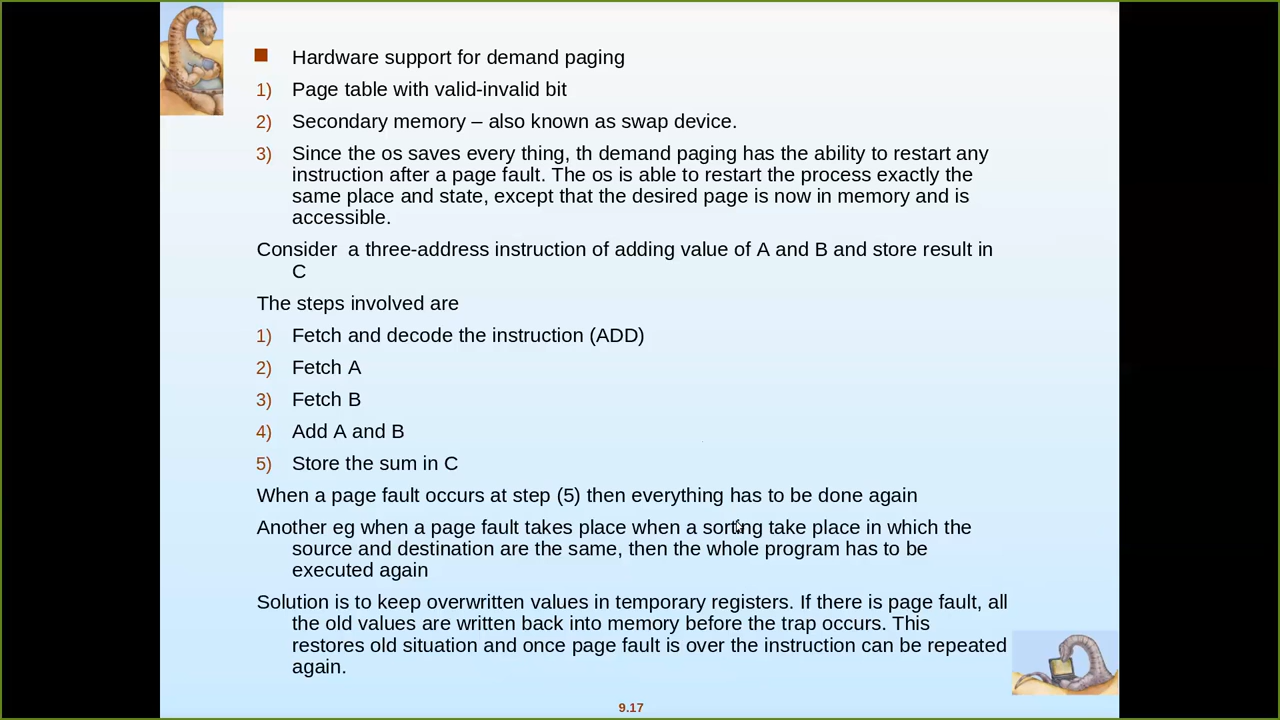 Hardware support for demand paging
1) Page table with valid-invalid bit
2) Secondary memory – also known as swap device.
3) Since the os saves every thing, th demand paging has the ability to restart any
instruction after a page fault. The os is able to restart the process exactly the
same place and state, except that the desired page is now in memory and is
accessible.
Consider a three-address instruction of adding value of A and B and store result in
C
The steps involved are
1) Fetch and decode the instruction (ADD)
2) Fetch A
3) Fetch B
4) Add A and B
5) Store the sum in C
When a page fault occurs at step (5) then everything has to be done again
Another eg when a page fault takes place when a sorting take place in which the
source and destination are the same, then the whole program has to be
executed again
Solution is to keep overwritten values in temporary registers. If there is page fault, all
the old values are written back into memory before the trap occurs. This
restores old situation and once page fault is over the instruction can be repeated
again.
9.17